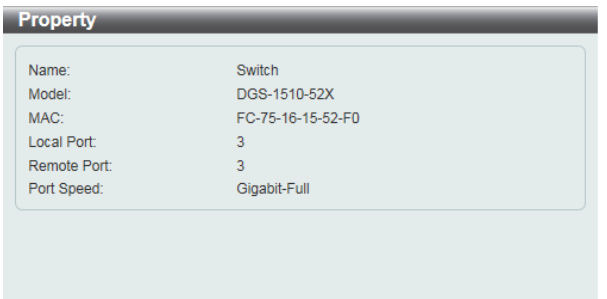 Property
Name: Switch
Model: DGS-1510-52X
MAC: FC-75-16-15-52-F0
Local Port: 3
Remote Port: 3
Port Speed: Gigabit-Full